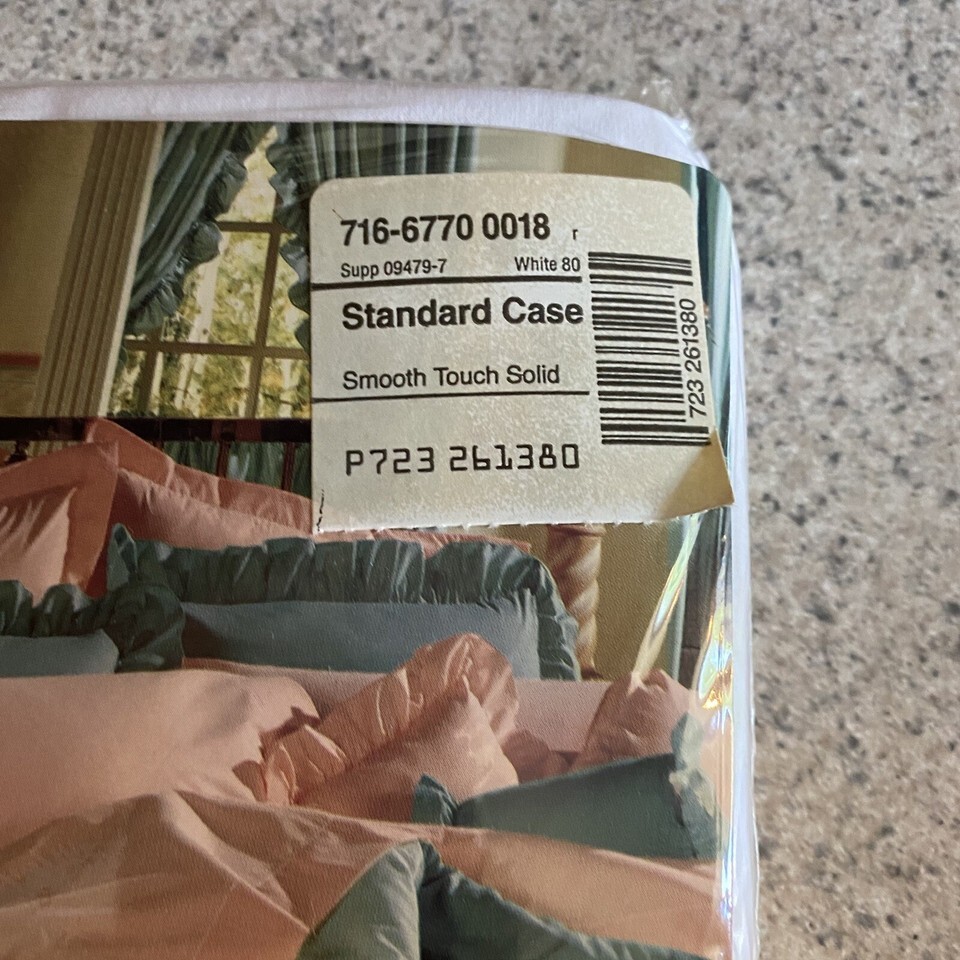 716-6770 0018 r
Supp 09479-7 White 80
Standard Case
Smooth Touch Solid
P723 261380
723 261380